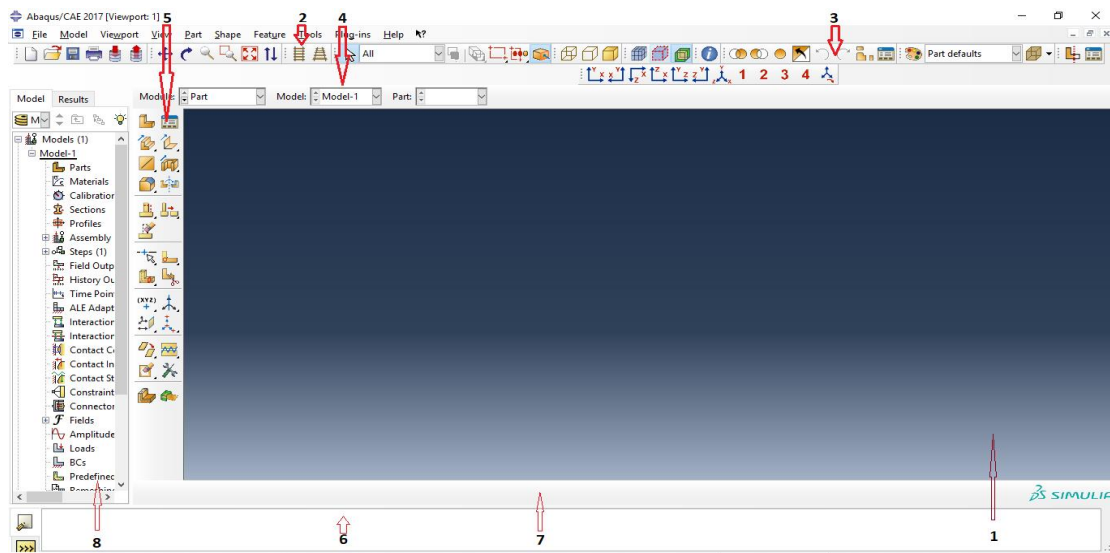 Abaqus/CAE 2017 [Viewport: 1]
5 2 4 3
File Model Viewport View Part Shape Feature Tools Plug-ins Help
All Part defaults
1 2 3 4
Model Results
Module: Part Model: Model-1 Part:
M
Models (1)
Model-1
Parts
Materials
Calibration
Sections
Profiles
Assembly
Steps (1)
Field Outp
History Ou
Time Poin
ALE Adapt
Interaction
Interaction
Contact Co
Contact In
Contact St
Constraint
Connector
Fields
Amplitude
Loads
BCs
Predefined
(XYZ)
SIMULIA
8 6 7 1
>>>